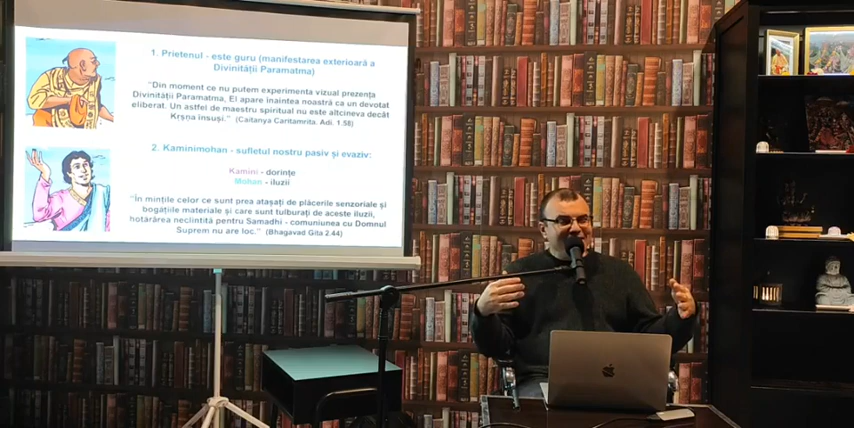 1. Prietenul - este guru (manifestarea exterioară a
Divinității Paramatma)
"Din moment ce nu putem experimenta vizual prezența
Divinității Paramatma, El apare înaintea noastră ca un devotat
eliberat. Un astfel de maestru spiritual nu este altcineva decât
Kṛṣṇa însuși." (Caitanya Caritamrita. Adi. 1.58)
2. Kaminimohan - sufletul nostru pasiv și evaziv:
Kamini - dorințe
Mohan - iluzii
"În mințile celor ce sunt prea atașați de plăcerile senzoriale și
bogățiile materiale și care sunt tulburați de aceste iluzii,
hotărârea neclintită pentru Samadhi - comuniunea cu Domnul
Suprem nu are loc." (Bhagavad Gita 2.44)